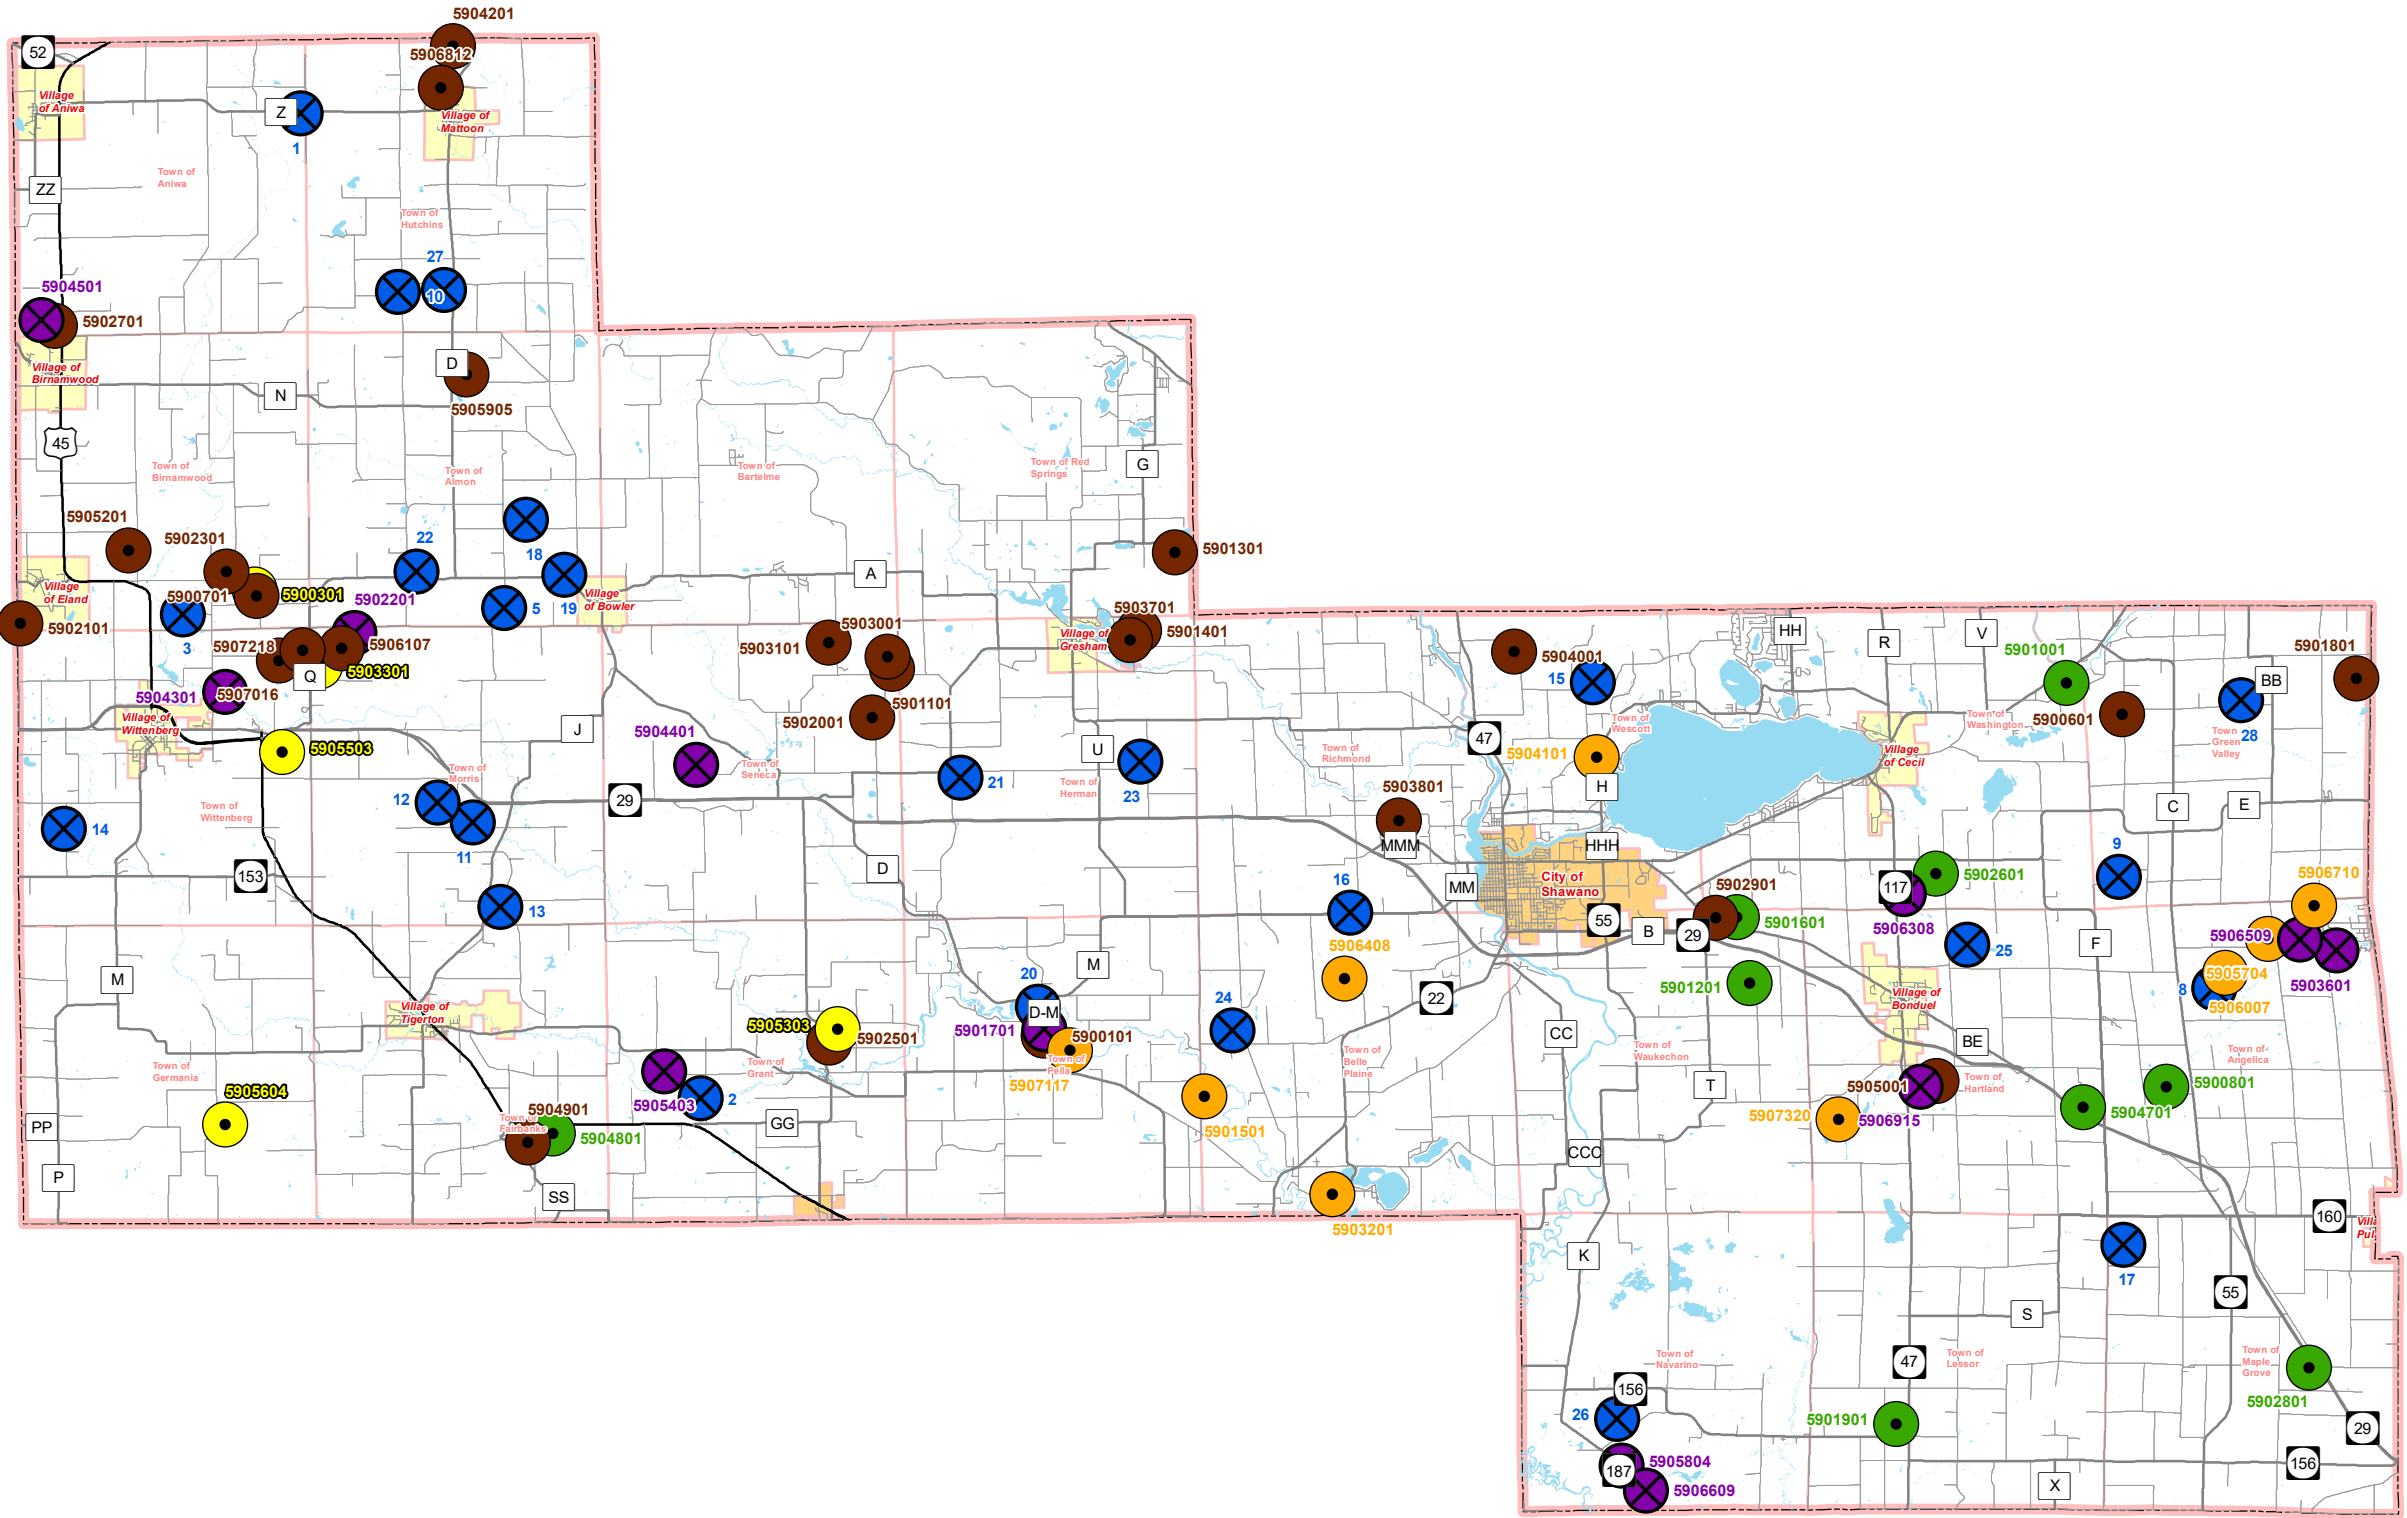 5904201
52
5906812
Village
of Aniwa
Z
Village of
Mattoon
1
Town of
Aniwa
ZZ
Town of
Hutchins
27
10
5904501
5902701
D
Village of
Birnamwood
N
5905905
45
Town of
Birnamwood
Town of
Almon
Town of
Bartelme
Town of Red
Springs
G
5905201
5902301
22
18
5901301
A
Village
of Eland
5900701
5900301
5902201
5
19
Village
of Bowler
5902101
3
5907218
5906107
5903001
5903101
5903701
5901401
Village of
Gresham
HH
R
V
5901001
5901801
5904001
15
Q
5903301
BB
5904301
5907016
5901101
5902001
Village of
Wittenberg
J
5904401
U
47
Town of
Wescott
Town of
Washington
5900601
Town
Green
Valley
28
5905503
Town of
Morris
Town of
Seneca
21
Town of
Herman
23
Town of
Richmond
5904101
H
Village
of Cecil
12
29
5903801
C
E
Town of
Wittenberg
14
11
MMM
HHH
9
153
D
16
MM
City of
Shawano
5902901
117
5902601
5906710
13
55
B
29
5901601
5906308
5906509
25
F
M
M
5906408
5901201
20
24
22
Village of
Bonduel
8
5905704
5903601
5906007
Village of
Tigerton
D-M
5905303
5902501
5901701
5900101
CC
BE
Town of
Germania
Town of
Grant
Town of
Pella
5907117
Town of
Belle
Plaine
Town of
Waukechon
Town of
Angelica
5905604
5905403
2
T
5905001
Town of
Hartland
5900801
PP
5904901
Town of
Fairbanks
5904801
GG
5901501
5907320
5906915
5904701
CCC
P
SS
5903201
160
K
17
55
S
Town of
Navarino
47
Town of
Lessor
Town of
Maple
Grove
156
26
5901901
5902801
29
5905804
187
5906609
156
X